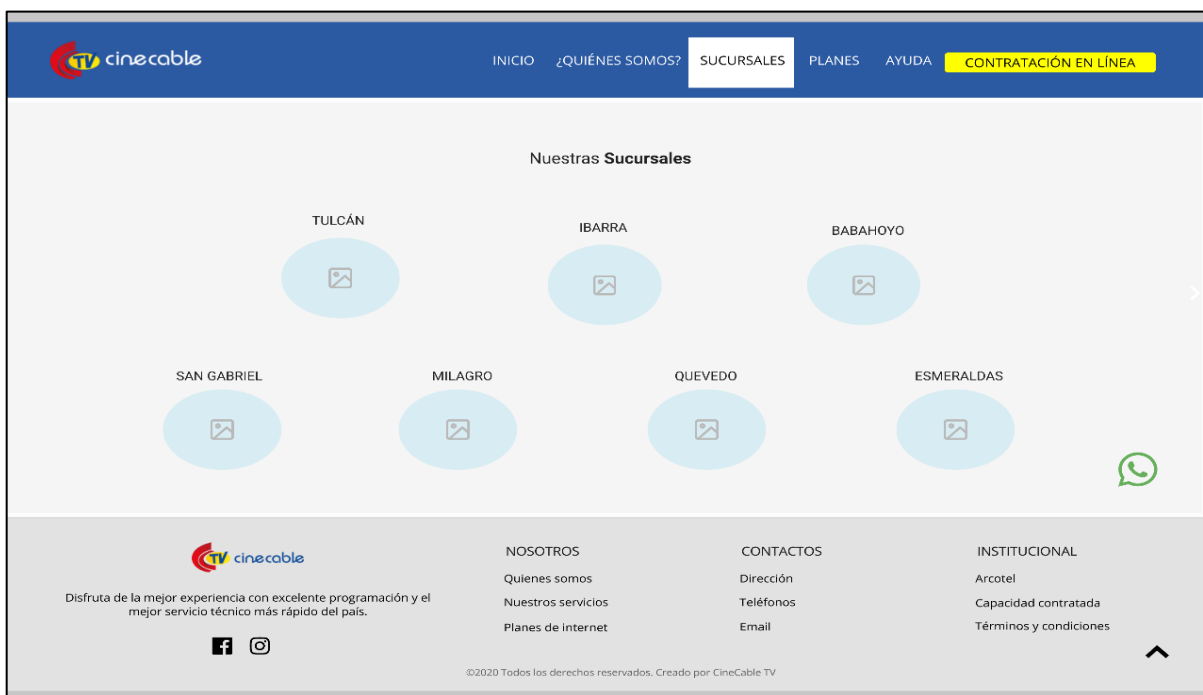 TV cinecable
INICIO ¿QUIÉNES SOMOS? SUCURSALES PLANES AYUDA CONTRATACIÓN EN LÍNEA
Nuestras Sucursales
TULCÁN
IBARRA
BABAHOYO
SAN GABRIEL
MILAGRO
QUEVEDO
ESMERALDAS
TV cinecable
Disfruta de la mejor experiencia con excelente programación y el
mejor servicio técnico más rápido del país.
NOSOTROS
Quienes somos
Nuestros servicios
Planes de internet
CONTACTOS
Dirección
Teléfonos
Email
INSTITUCIONAL
Arcotel
Capacidad contratada
Términos y condiciones
©2020 Todos los derechos reservados. Creado por CineCable TV